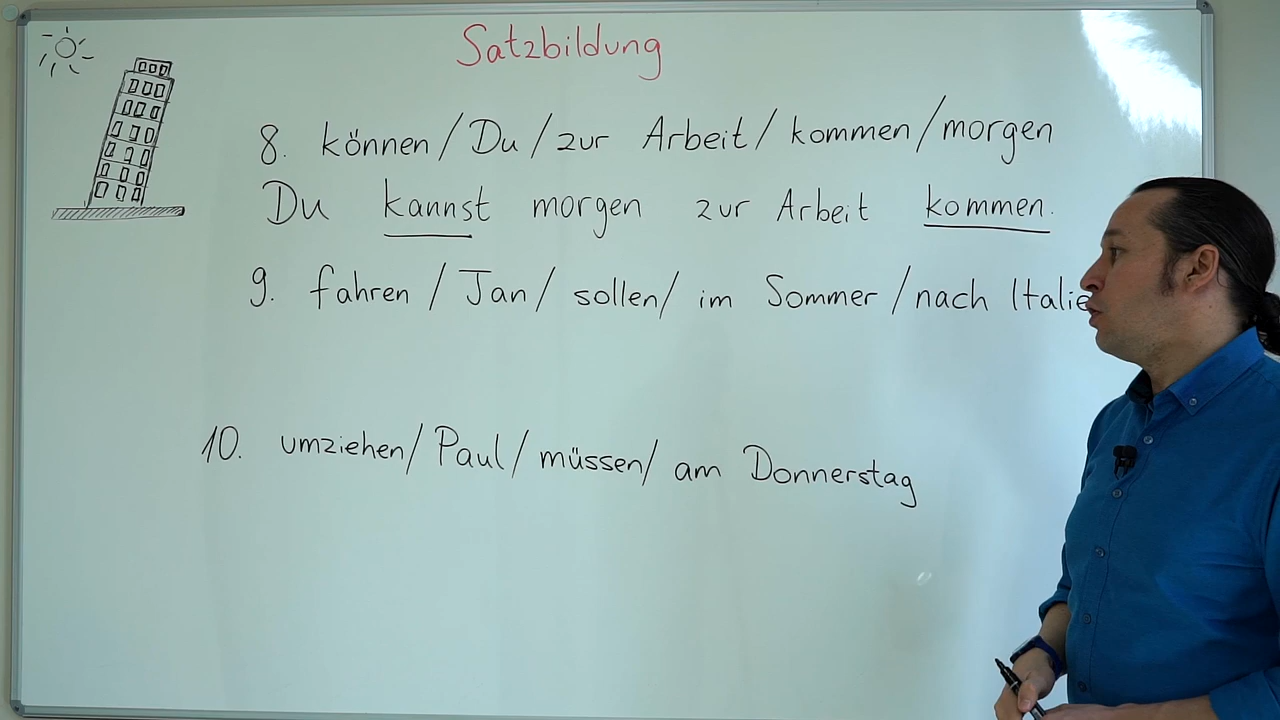 Satzbildung
8. können / Du / zur Arbeit / kommen / morgen
Du kannst morgen zur Arbeit kommen.
9. fahren / Jan / sollen / im Sommer / nach Italie
10. umziehen / Paul / müssen / am Donnerstag